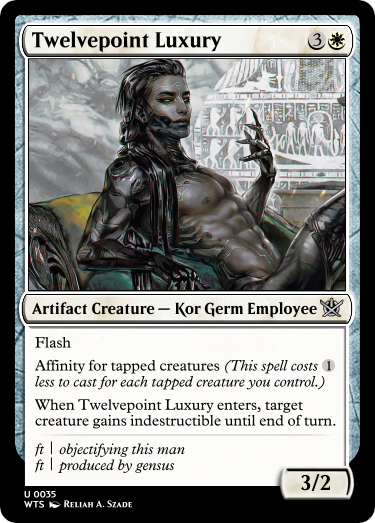 Twelvepoint Luxury 3
Artifact Creature — Kor Germ Employee
Flash
Affinity for tapped creatures (This spell costs 1
less to cast for each tapped creature you control.)
When Twelvepoint Luxury enters, target
creature gains indestructible until end of turn.
ft | objectifying this man
ft | produced by gensus
3/2
U 0035
WTS Reliah A. Szade